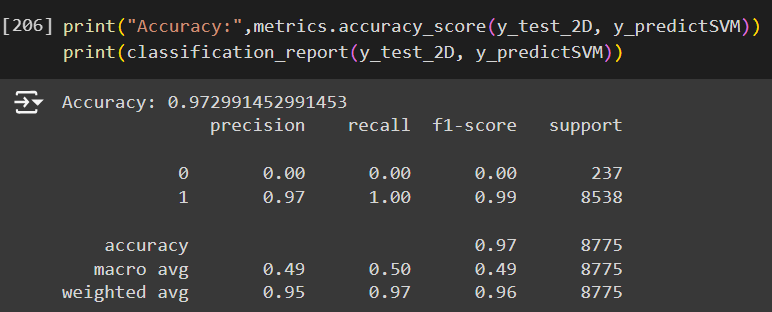 [206] print("Accuracy:",metrics.accuracy_score(y_test_2D, y_predictSVM))
print(classification_report(y_test_2D, y_predictSVM))
Accuracy: 0.972991452991453
precision recall f1-score support
0 0.00 0.00 0.00 237
1 0.97 1.00 0.99 8538
accuracy 0.97 8775
macro avg 0.49 0.50 0.49 8775
weighted avg 0.95 0.97 0.96 8775